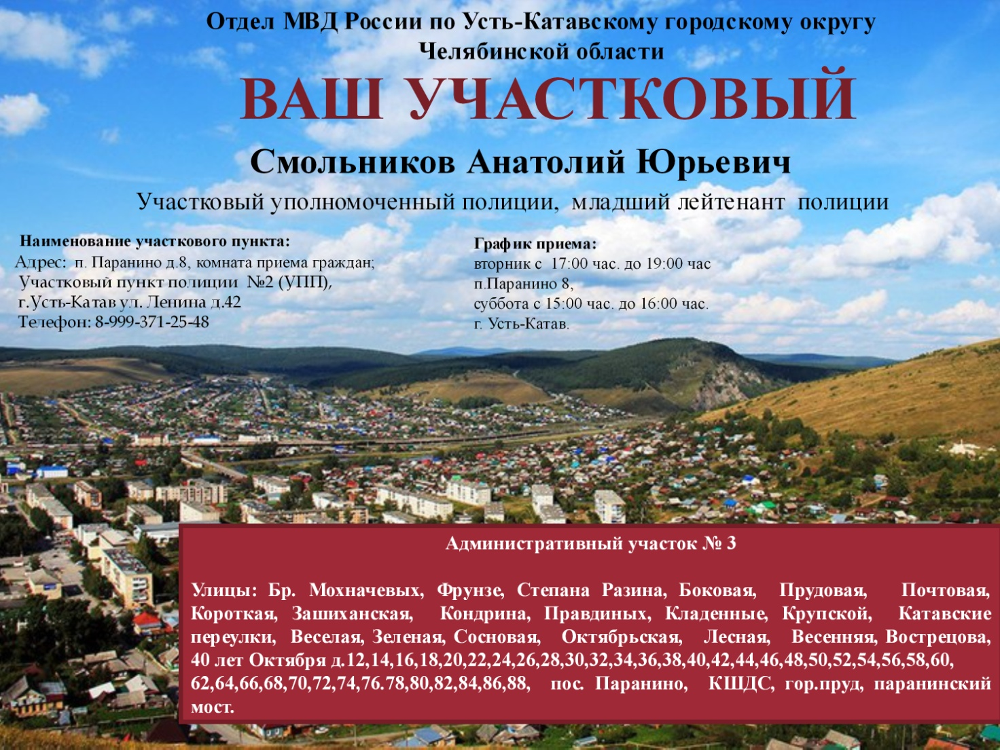 Отдел МВД России по Усть-Катавскому городскому округу
Челябинской области
ВАШ УЧАСТКОВЫЙ
Смольников Анатолий Юрьевич
Участковый уполномоченный полиции, младший лейтенант полиции
Наименование участкового пункта:
Адрес: п. Паранино д.8, комната приема граждан;
Участковый пункт полиции №2 (УПП),
г.Усть-Катав ул. Ленина д.42
Телефон: 8-999-371-25-48
График приема:
вторник с 17:00 час. до 19:00 час
п.Паранино 8,
суббота с 15:00 час. до 16:00 час.
г. Усть-Катав.
Административный участок № 3
Улицы: Бр. Мохначевых, Фрунзе, Степана Разина, Боковая, Прудовая, Почтовая,
Короткая, Зашиханская, Кондрина, Правдиных, Кладенные, Крупской, Катавские
переулки, Веселая, Зеленая, Сосновая, Октябрьская, Лесная, Весенняя, Вострецова,
40 лет Октября д.12,14,16,18,20,22,24,26,28,30,32,34,36,38,40,42,44,46,48,50,52,54,56,58,60,
62,64,66,68,70,72,74,76.78,80,82,84,86,88, пос. Паранино, КШДС, гор.пруд, паранинский
мост.